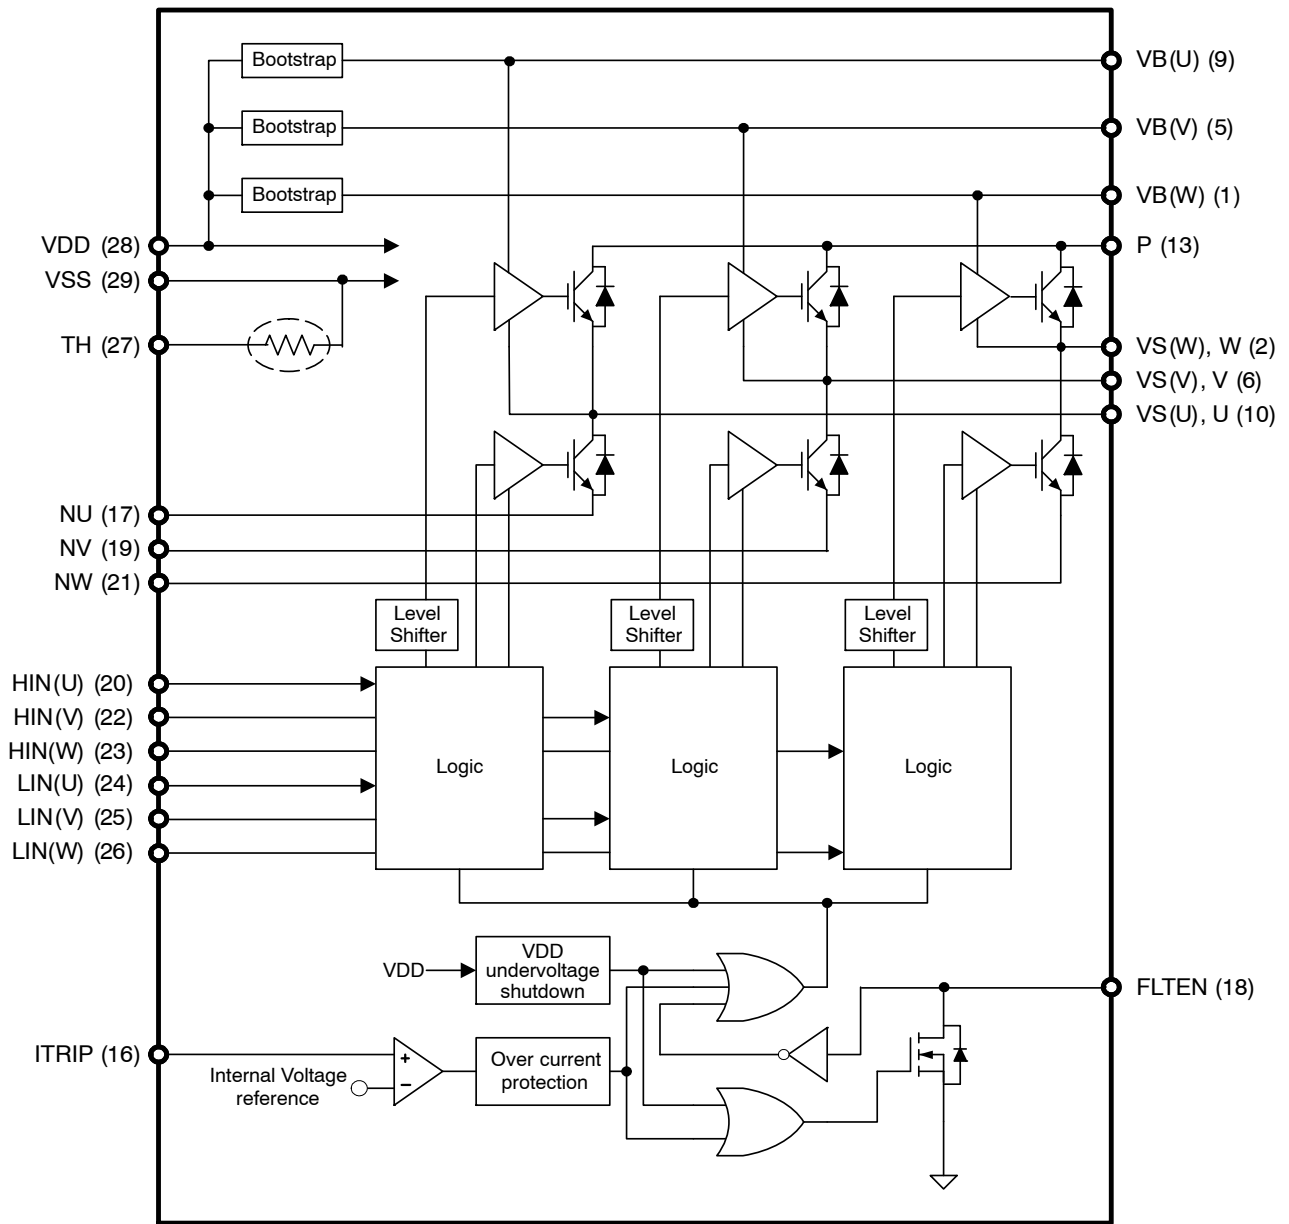 Bootstrap
VB(U) (9)
Bootstrap
VB(V) (5)
Bootstrap
VB(W) (1)
VDD (28)
P (13)
VSS (29)
TH (27)
VS(W), W (2)
VS(V), V (6)
VS(U), U (10)
NU (17)
NV (19)
NW (21)
Level
Shifter
Level
Shifter
Level
Shifter
HIN(U) (20)
HIN(V) (22)
HIN(W) (23)
LIN(U) (24)
LIN(V) (25)
LIN(W) (26)
Logic
Logic
Logic
VDD
VDD
undervoltage
shutdown
FLTEN (18)
ITRIP (16)
Internal Voltage
reference
+
−
Over current
protection